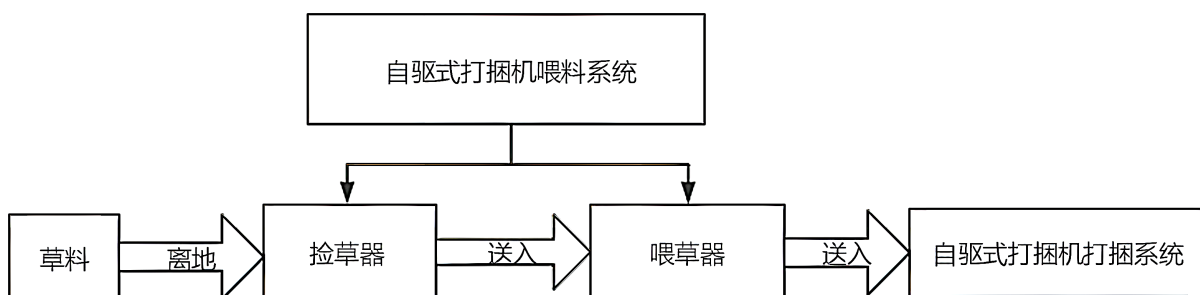 自驱式打捆机喂料系统
草料
离地
捡草器
送入
喂草器
送入
自驱式打捆机打捆系统